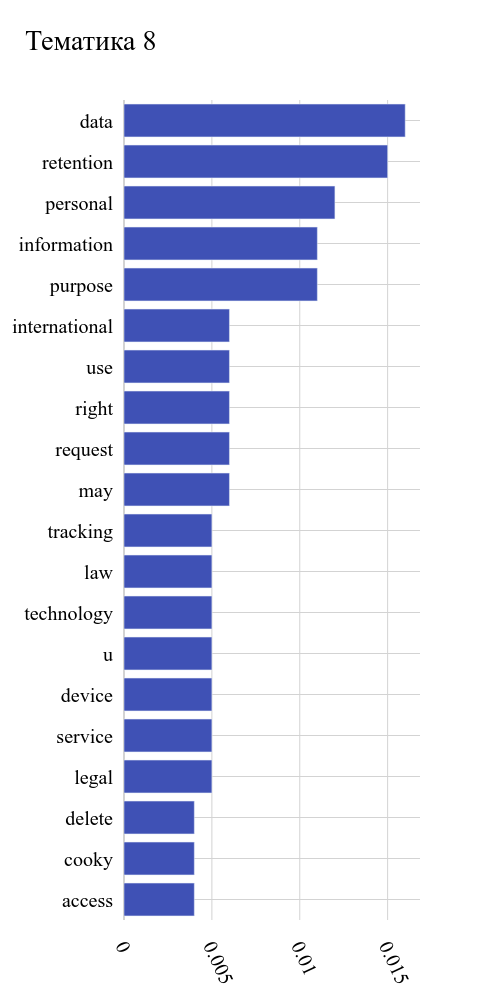 Тематика 8
data
retention
personal
information
purpose
international
use
right
request
may
tracking
law
technology
u
device
service
legal
delete
cooky
access
0
0.005
0.01
0.015